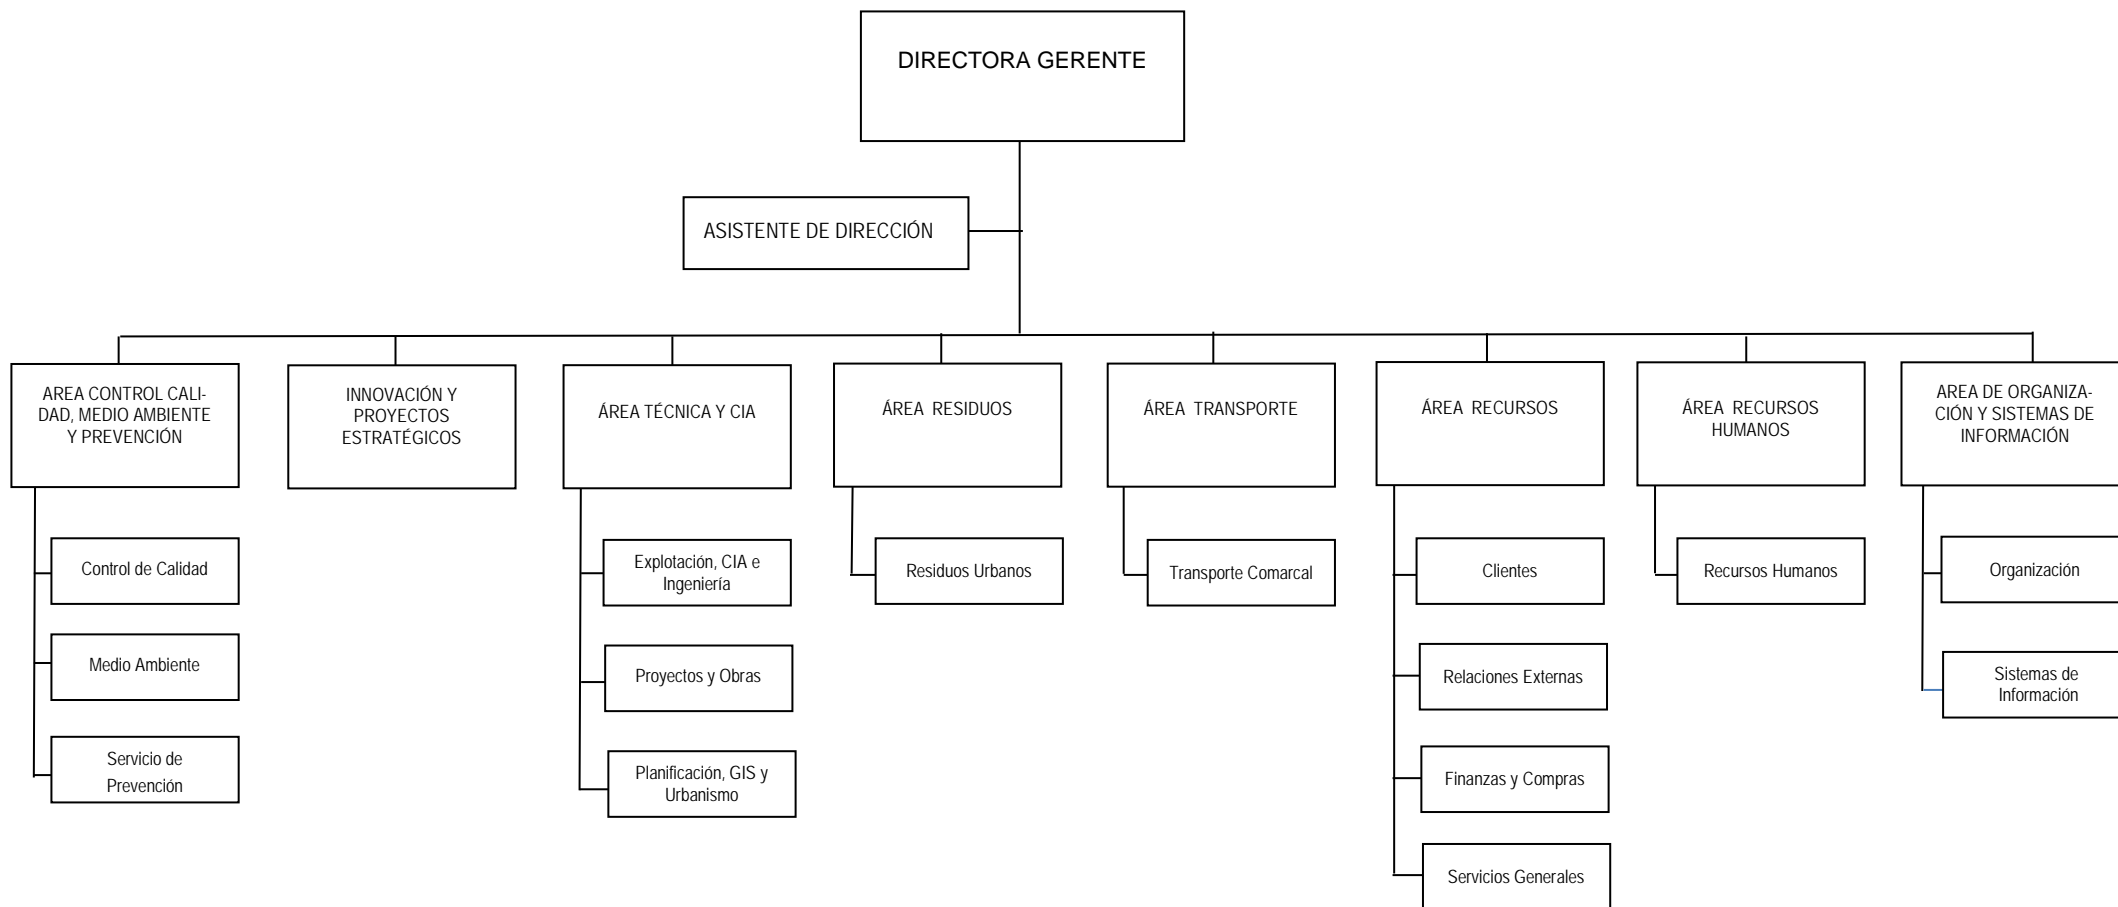 DIRECTORA GERENTE
ASISTENTE DE DIRECCIÓN
AREA CONTROL CALI-
DAD, MEDIO AMBIENTE
Y PREVENCIÓN
INNOVACIÓN Y
PROYECTOS
ESTRATÉGICOS
ÁREA TÉCNICA Y CIA
ÁREA RESIDUOS
ÁREA TRANSPORTE
ÁREA RECURSOS
ÁREA RECURSOS
HUMANOS
AREA DE ORGANIZA-
CIÓN Y SISTEMAS DE
INFORMACIÓN
Control de Calidad
Medio Ambiente
Servicio de
Prevención
Explotación, CIA e
Ingeniería
Proyectos y Obras
Planificación, GIS y
Urbanismo
Residuos Urbanos
Transporte Comarcal
Clientes
Relaciones Externas
Finanzas y Compras
Servicios Generales
Recursos Humanos
Organización
Sistemas de
Información